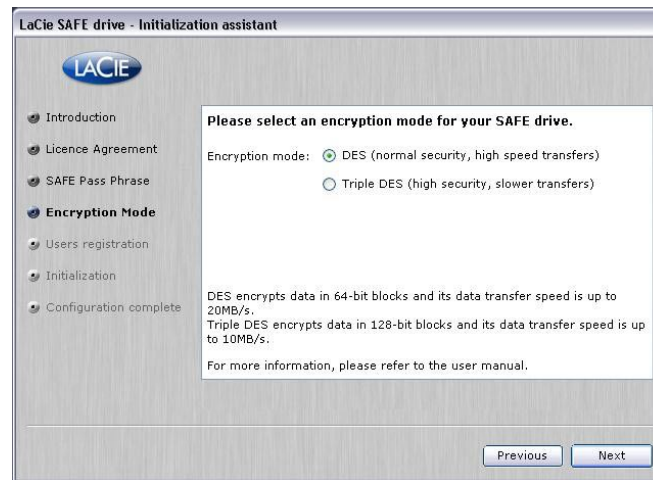 LaCie SAFE drive - Initialization assistant
LACIE
Introduction
Licence Agreement
SAFE Pass Phrase
Encryption Mode
Users registration
Initialization
Configuration complete
Please select an encryption mode for your SAFE drive.
Encryption mode: DES (normal security, high speed transfers)
Triple DES (high security, slower transfers)
DES encrypts data in 64-bit blocks and its data transfer speed is up to
20MB/s.
Triple DES encrypts data in 128-bit blocks and its data transfer speed is up
to 10MB/s.
For more information, please refer to the user manual.
Previous
Next